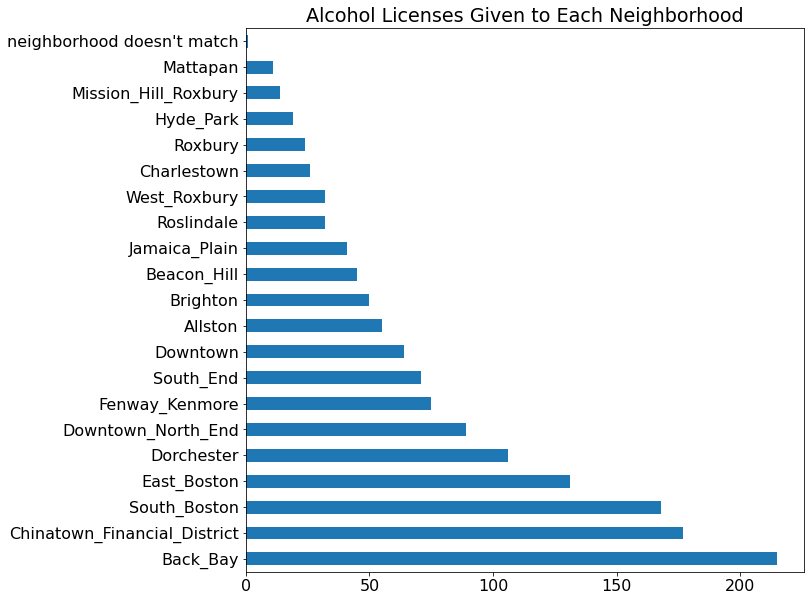 Alcohol Licenses Given to Each Neighborhood
neighborhood doesn't match
Mattapan
Mission_Hill_Roxbury
Hyde_Park
Roxbury
Charlestown
West_Roxbury
Roslindale
Jamaica_Plain
Beacon_Hill
Brighton
Allston
Downtown
South_End
Fenway_Kenmore
Downtown_North_End
Dorchester
East_Boston
South_Boston
Chinatown_Financial_District
Back_Bay
0 50 100 150 200